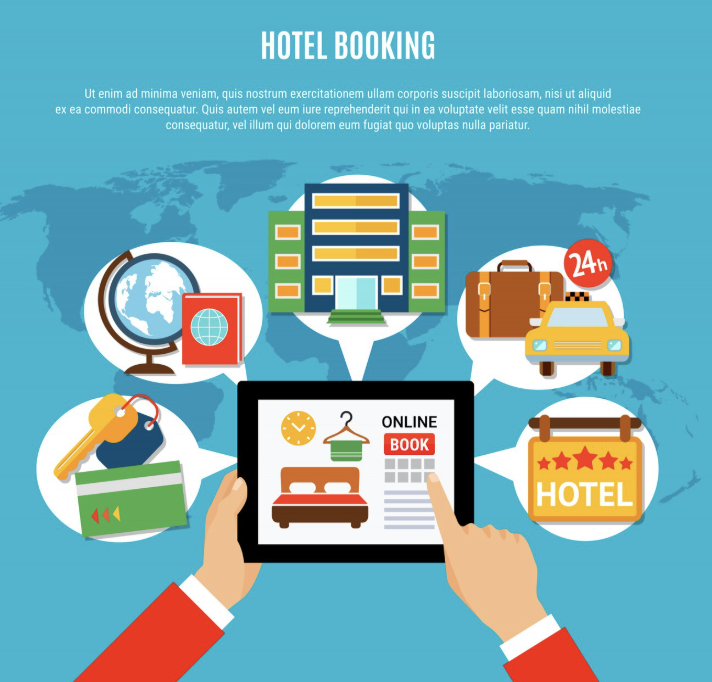 HOTEL BOOKING
Ut enim ad minima veniam, quis nostrum exercitationem ullam corporis suscipit laboriosam, nisi ut aliquid
ex ea commodi consequatur. Quis autem vel eum iure reprehenderit qui in ea voluptate velit esse quam nihil molestiae
consequatur, vel illum qui dolorem eum fugiat quo voluptas nulla pariatur.
24h
ONLINE
BOOK
HOTEL